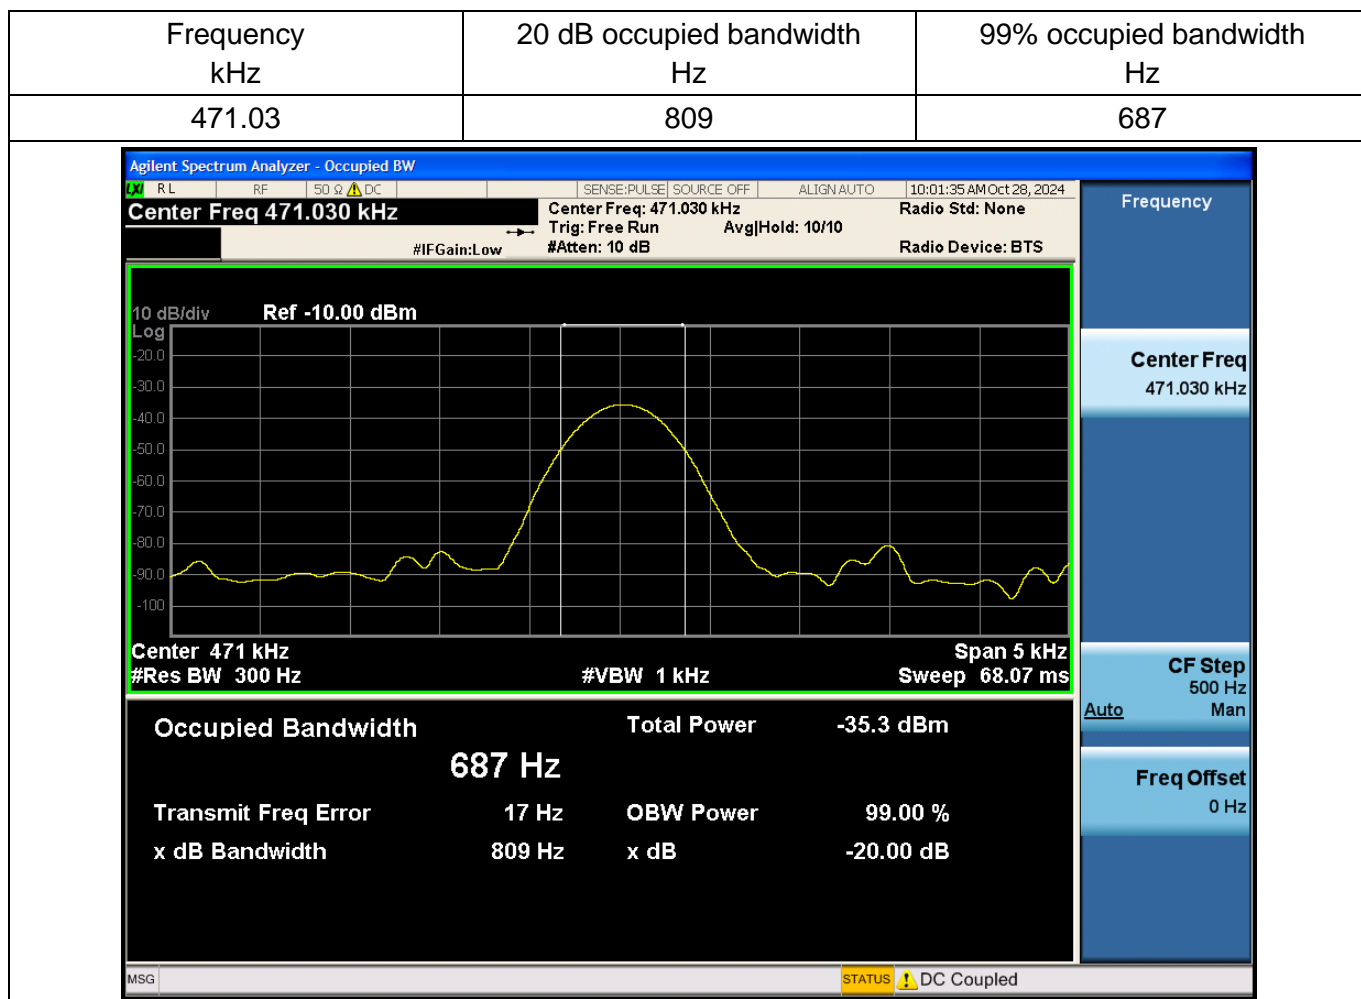 Frequency
kHz
20 dB occupied bandwidth
Hz
99% occupied bandwidth
Hz
471.03
809
687
Agilent Spectrum Analyzer - Occupied BW
LXI RL RF 50 Ω DC SENSE:PULSE SOURCE OFF ALIGN AUTO 10:01:35 AM Oct 28, 2024
Center Freq 471.030 kHz
Center Freq: 471.030 kHz
Radio Std: None
Trig: Free Run Avg|Hold: 10/10
#IFGain:Low
#Atten: 10 dB
Radio Device: BTS
10 dB/div Ref -10.00 dBm
Log
-20.0
-30.0
-40.0
-50.0
-60.0
-70.0
-80.0
-90.0
-100
Center 471 kHz
Span 5 kHz
#Res BW 300 Hz
#VBW 1 kHz
Sweep 68.07 ms
Occupied Bandwidth
687 Hz
Total Power -35.3 dBm
Transmit Freq Error 17 Hz
OBW Power 99.00 %
x dB Bandwidth 809 Hz
x dB -20.00 dB
Frequency
Center Freq
471.030 kHz
CF Step
500 Hz
Auto Man
Freq Offset
0 Hz
MSG
STATUS DC Coupled